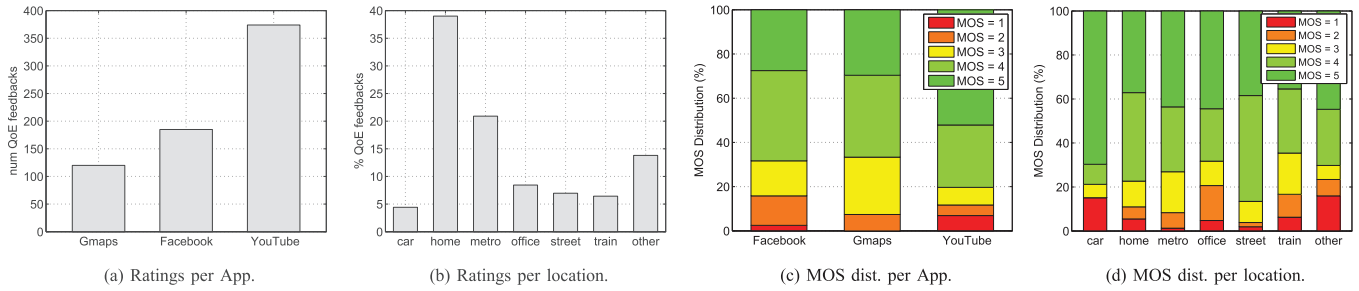 num QoE feedbacks
400
350
300
250
200
150
100
50
0
Gmaps Facebook YouTube
(a) Ratings per App.
% QoE feedbacks
40
35
30
25
20
15
10
5
0
car home metro office street train other
(b) Ratings per location.
MOS Distribution (%)
100
80
60
40
20
0
MOS = 1
MOS = 2
MOS = 3
MOS = 4
MOS = 5
Facebook Gmaps YouTube
(c) MOS dist. per App.
MOS Distribution (%)
100
80
60
40
20
0
MOS = 1
MOS = 2
MOS = 3
MOS = 4
MOS = 5
car home metro office street train other
(d) MOS dist. per location.